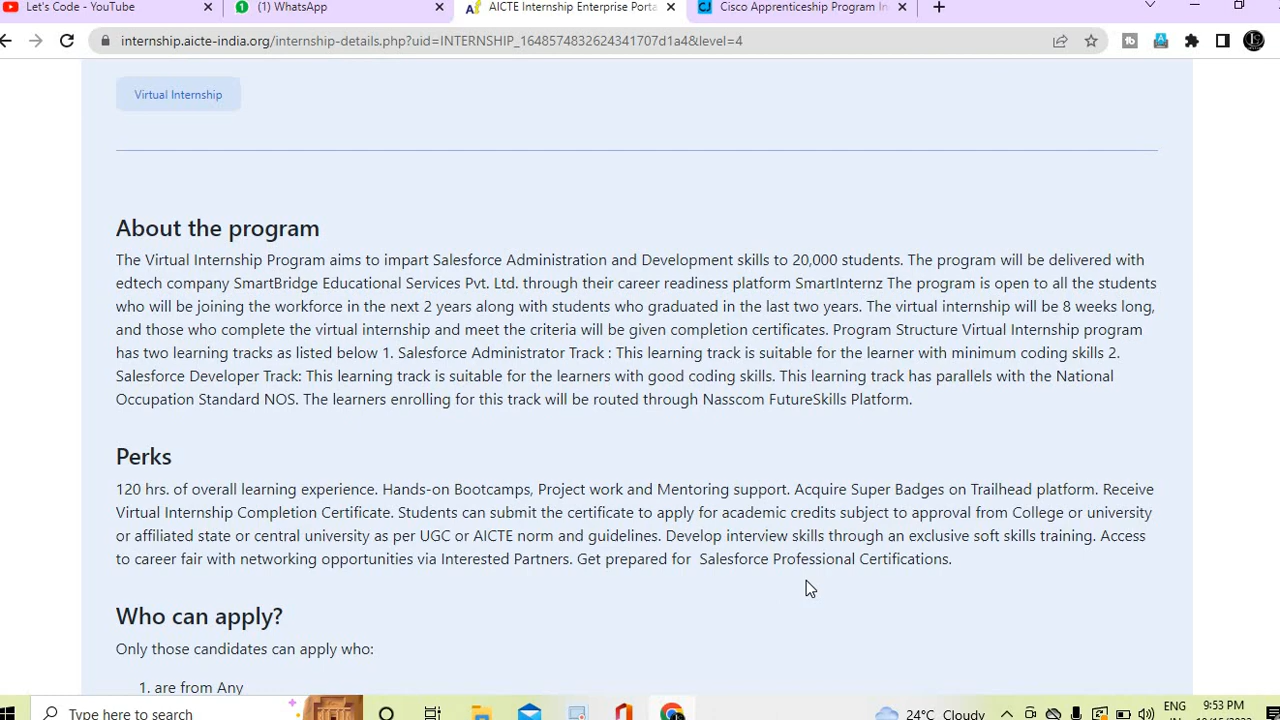 Let's Code - YouTube
(1) WhatsApp
AICTE Internship Enterprise Porta
Cisco Apprenticeship Program In
internship.aicte-india.org/internship-details.php?uid=INTERNSHIP_1648574832624341707d1a4&level=4
Virtual Internship
About the program
The Virtual Internship Program aims to impart Salesforce Administration and Development skills to 20,000 students. The program will be delivered with
edtech company SmartBridge Educational Services Pvt. Ltd. through their career readiness platform SmartInternz The program is open to all the students
who will be joining the workforce in the next 2 years along with students who graduated in the last two years. The virtual internship will be 8 weeks long,
and those who complete the virtual internship and meet the criteria will be given completion certificates. Program Structure Virtual Internship program
has two learning tracks as listed below 1. Salesforce Administrator Track : This learning track is suitable for the learner with minimum coding skills 2.
Salesforce Developer Track: This learning track is suitable for the learners with good coding skills. This learning track has parallels with the National
Occupation Standard NOS. The learners enrolling for this track will be routed through Nasscom FutureSkills Platform.
Perks
120 hrs. of overall learning experience. Hands-on Bootcamps, Project work and Mentoring support. Acquire Super Badges on Trailhead platform. Receive
Virtual Internship Completion Certificate. Students can submit the certificate to apply for academic credits subject to approval from College or university
or affiliated state or central university as per UGC or AICTE norm and guidelines. Develop interview skills through an exclusive soft skills training. Access
to career fair with networking opportunities via Interested Partners. Get prepared for Salesforce Professional Certifications.
Who can apply?
Only those candidates can apply who:
1. are from Any
Type here to search
24°C Cloudy
ENG
9:53 PM